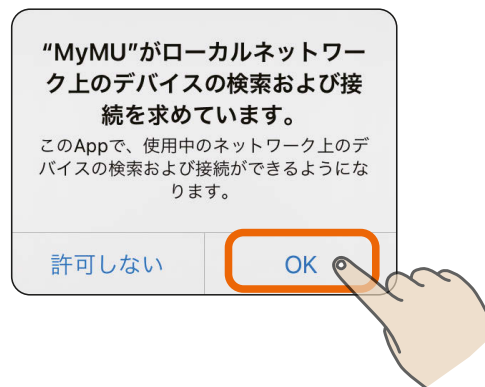 “MyMU”がローカルネットワー
ク上のデバイスの検索および接
続を求めています。
このAppで、使用中のネットワーク上のデ
バイスの検索および接続ができるようにな
ります。
許可しない
OK